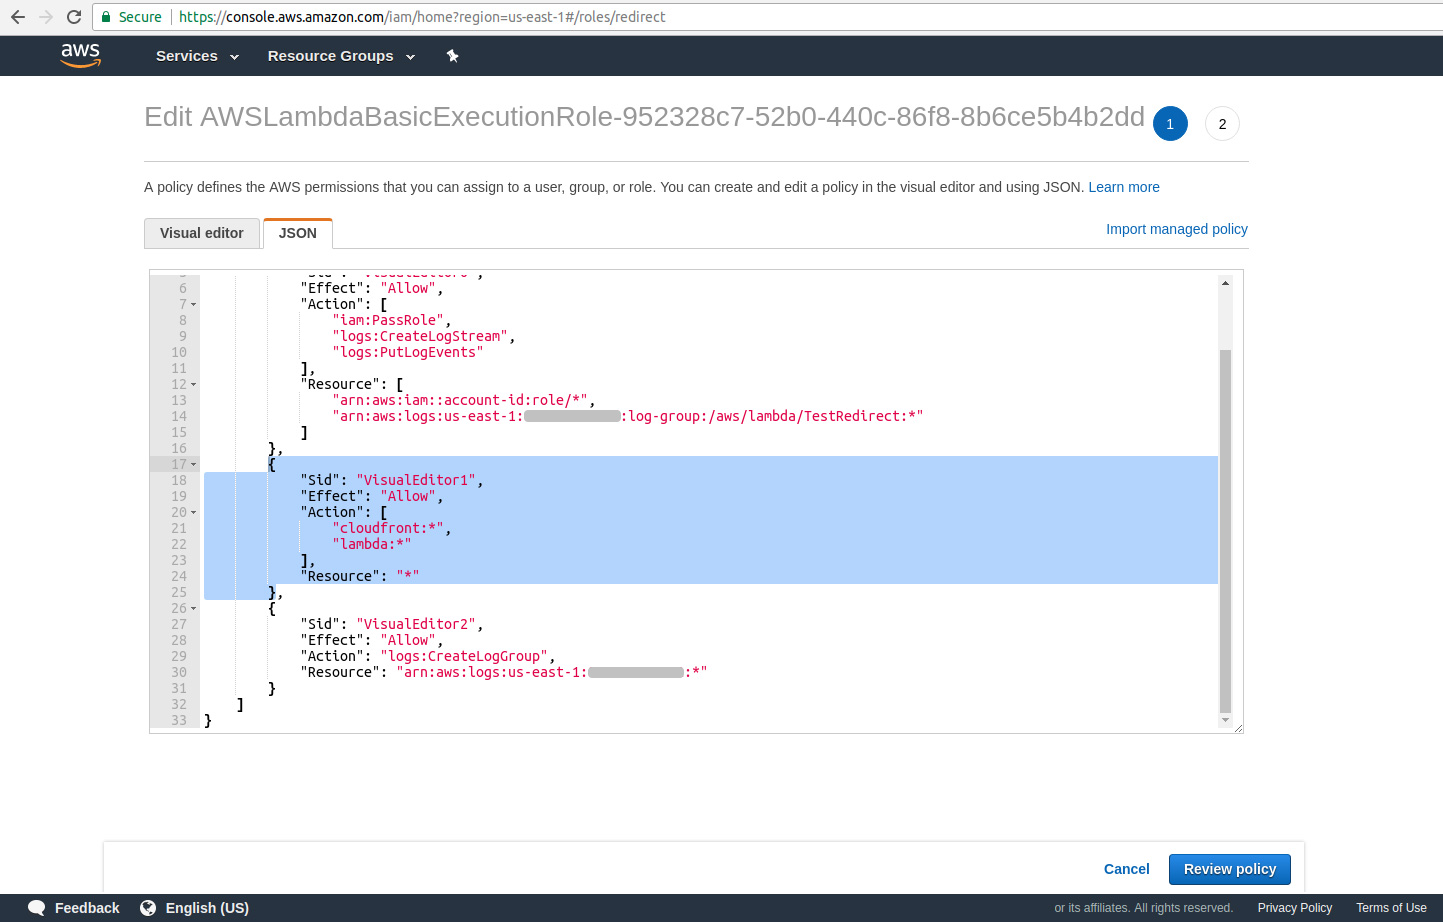 Secure https://console.aws.amazon.com/iam/home?region=us-east-1#/roles/redirect
aws Services Resource Groups
Edit AWSLambdaBasicExecutionRole-952328c7-52b0-440c-86f8-8b6ce5b4b2dd 1 2
A policy defines the AWS permissions that you can assign to a user, group, or role. You can create and edit a policy in the visual editor and using JSON. Learn more
Visual editor JSON Import managed policy
5 "Sid": "VisualEditor0",
6 "Effect": "Allow",
7 "Action": [
8 "iam:PassRole",
9 "logs:CreateLogStream",
10 "logs:PutLogEvents"
11 ],
12 "Resource": [
13 "arn:aws:iam::account-id:role/*",
14 "arn:aws:logs:us-east-1: :log-group:/aws/lambda/TestRedirect:*"
15 ]
16 },
17 {
18 "Sid": "VisualEditor1",
19 "Effect": "Allow",
20 "Action": [
21 "cloudfront:*",
22 "lambda:*"
23 ],
24 "Resource": "*"
25 },
26 {
27 "Sid": "VisualEditor2",
28 "Effect": "Allow",
29 "Action": "logs:CreateLogGroup",
30 "Resource": "arn:aws:logs:us-east-1: :*"
31 }
32 ]
33 }
Cancel Review policy
Feedback English (US) or its affiliates. All rights reserved. Privacy Policy Terms of Use